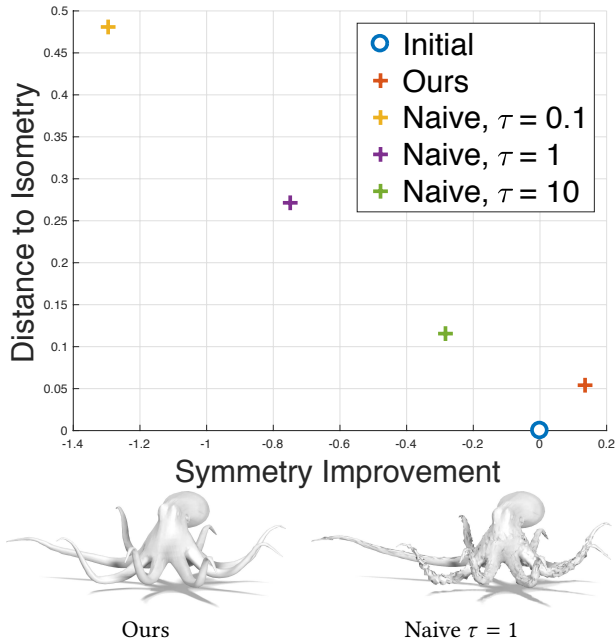 0.5
0.45
0.4
0.35
0.3
0.25
0.2
0.15
0.1
0.05
0
Distance to Isometry
Initial
Ours
Naive, τ = 0.1
Naive, τ = 1
Naive, τ = 10
-1.4 -1.2 -1 -0.8 -0.6 -0.4 -0.2 0 0.2
Symmetry Improvement
Ours Naive τ = 1